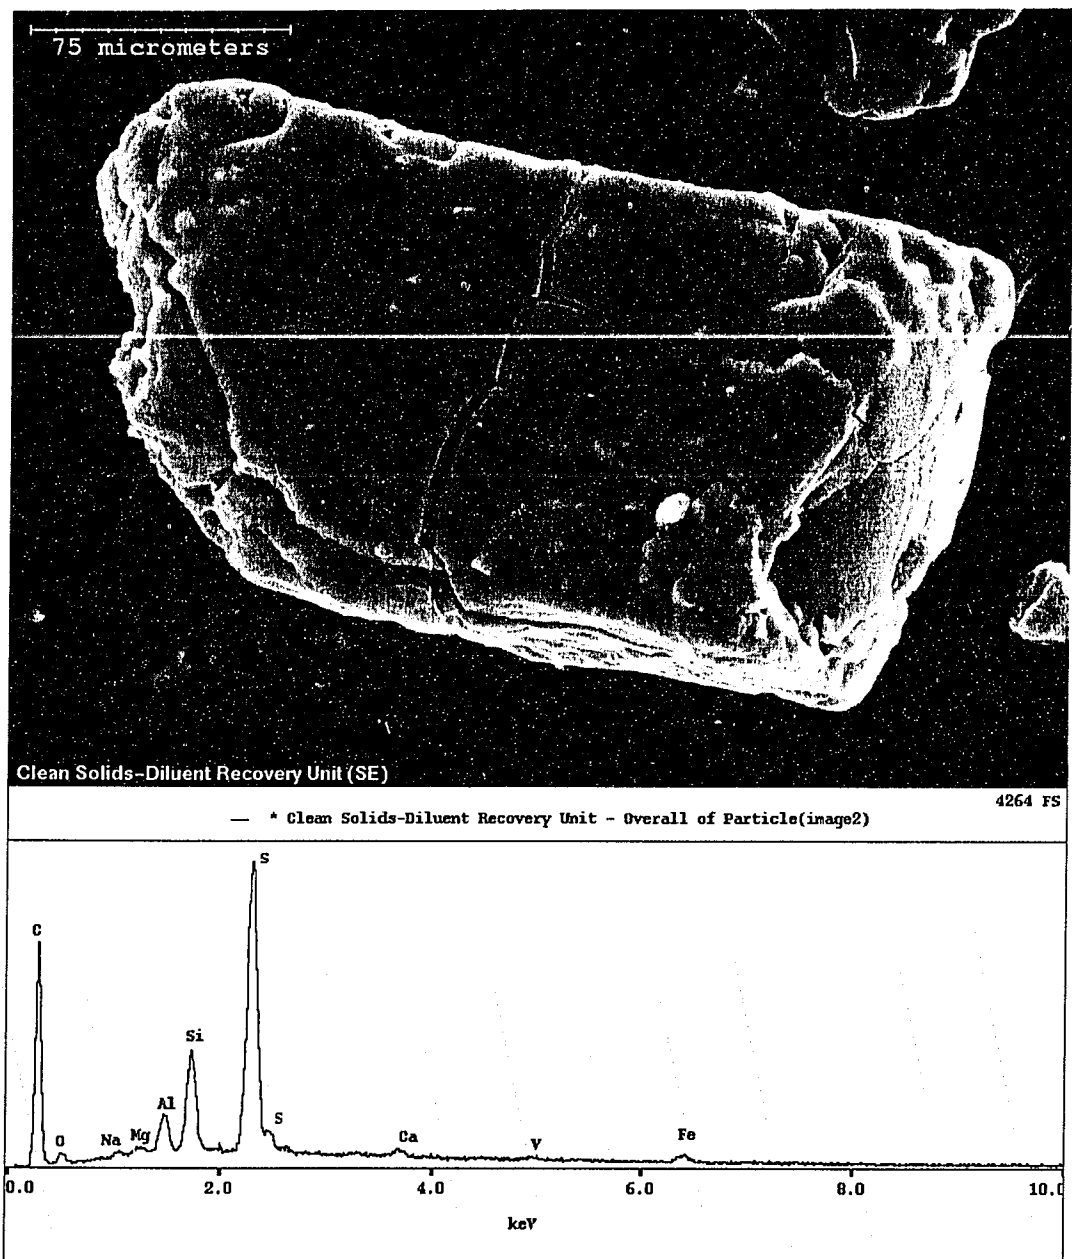 75 micrometers
Clean Solids-Diluent Recovery Unit (SE)
4264 FS
— * Clean Solids-Diluent Recovery Unit - Overall of Particle(image2)
S
C
Si
Al
S
O
Na
Mg
Ca
V
Fe
0.0 2.0 4.0 6.0 8.0 10.0
keV